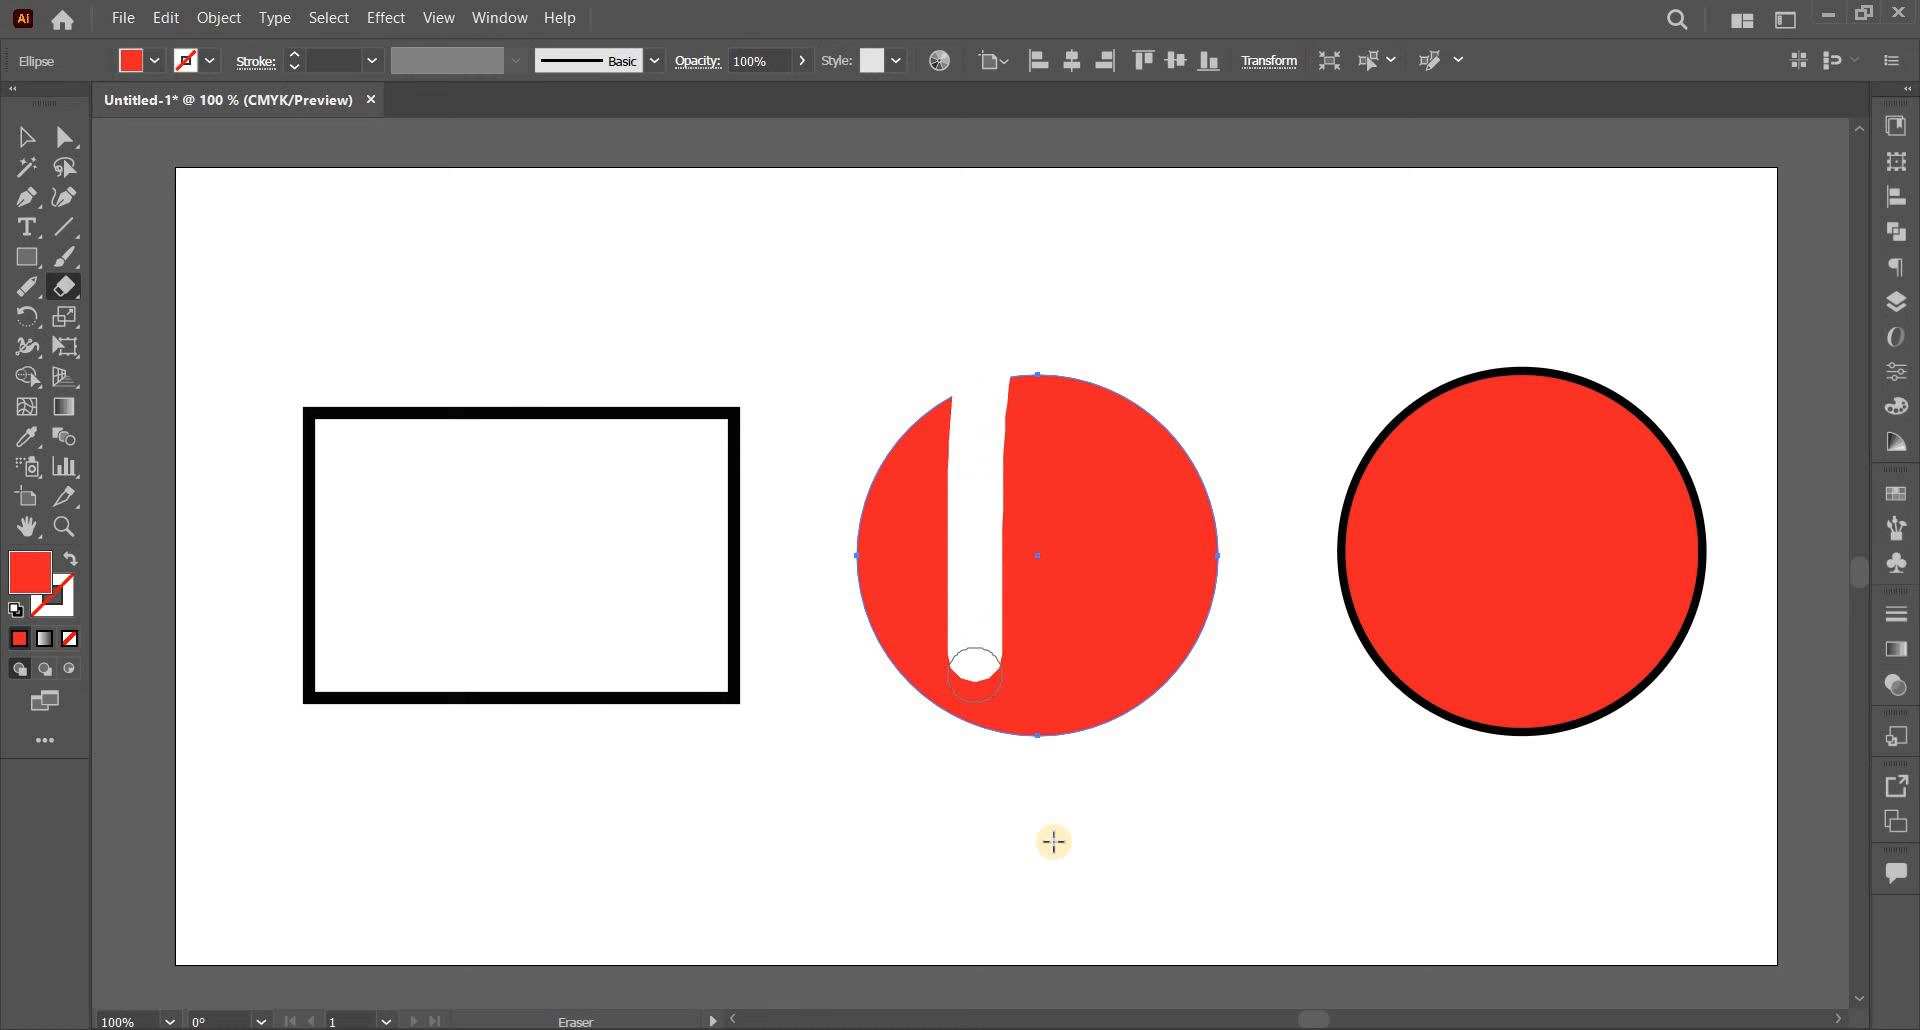 Ai File Edit Object Type Select Effect View Window Help
Ellipse Stroke: Basic Opacity: 100% Style: Transform
Untitled-1* @ 100 % (CMYK/Preview) ×
T
100% 0° 1 Eraser